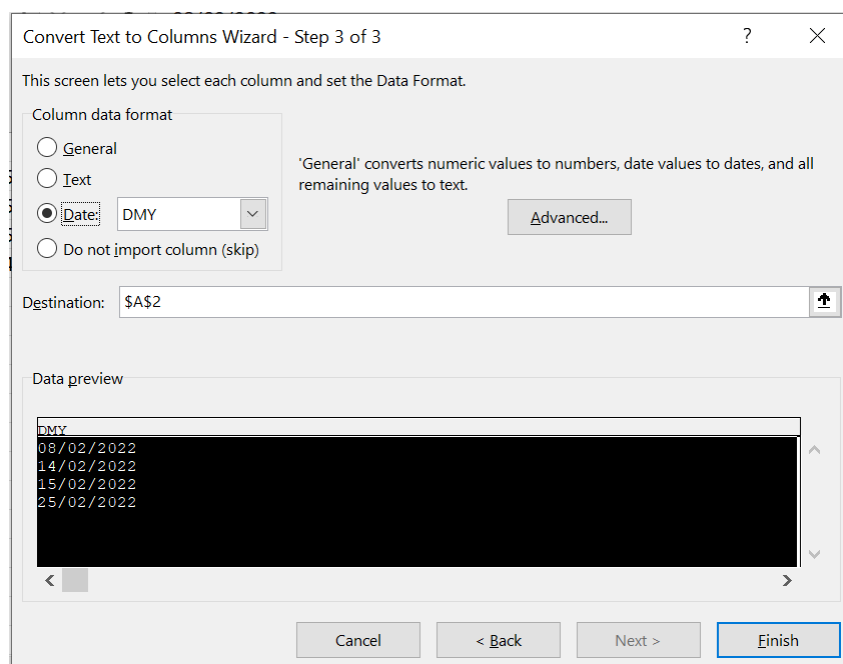 Convert Text to Columns Wizard - Step 3 of 3
?
This screen lets you select each column and set the Data Format.
Column data format
General
Text
Date: DMY
Do not import column (skip)
'General' converts numeric values to numbers, date values to dates, and all
remaining values to text.
Advanced...
Destination: $A$2
Data preview
DMY
08/02/2022
14/02/2022
15/02/2022
25/02/2022
Cancel
< Back
Next >
Finish